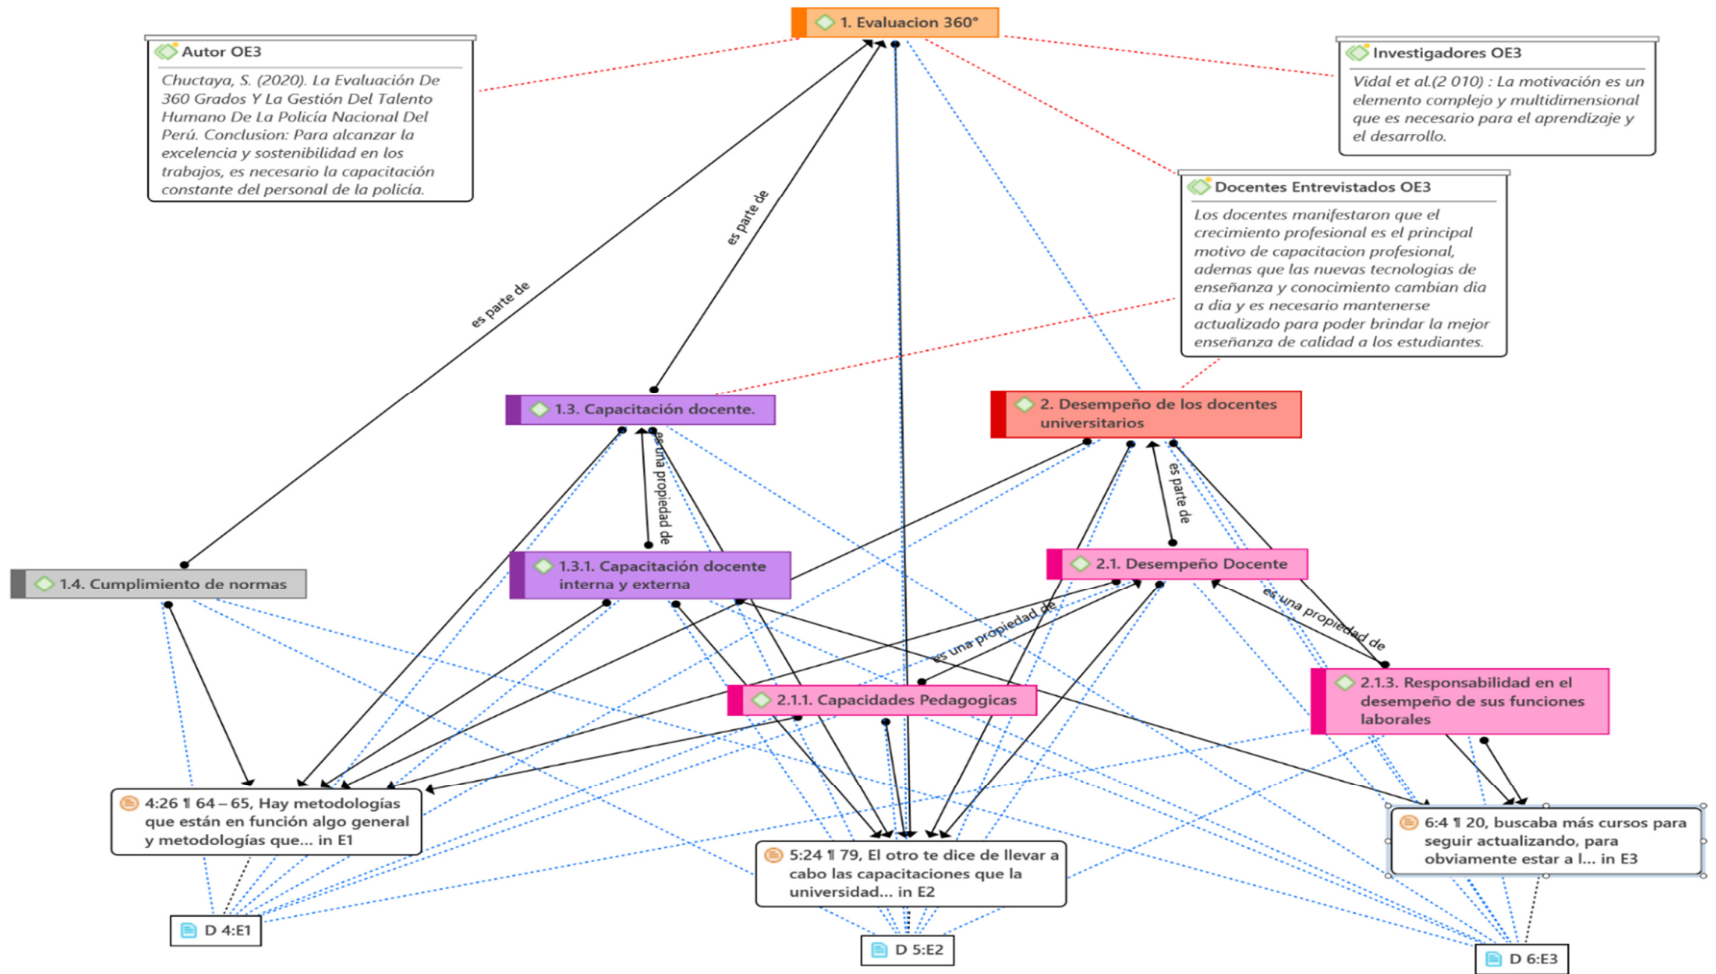 1. Evaluacion 360°
Autor OE3
Chuctaya, S. (2020). La Evaluación De
360 Grados Y La Gestión Del Talento
Humano De La Policía Nacional Del
Perú. Conclusion: Para alcanzar la
excelencia y sostenibilidad en los
trabajos, es necesario la capacitación
constante del personal de la policía.
Investigadores OE3
Vidal et al.(2 010) : La motivación es un
elemento complejo y multidimensional
que es necesario para el aprendizaje y
el desarrollo.
Docentes Entrevistados OE3
Los docentes manifestaron que el
crecimiento profesional es el principal
motivo de capacitacion profesional,
ademas que las nuevas tecnologias de
enseñanza y conocimiento cambian dia
a dia y es necesario mantenerse
actualizado para poder brindar la mejor
enseñanza de calidad a los estudiantes.
es parte de
es parte de
1.3. Capacitación docente.
2. Desempeño de los docentes
universitarios
es una propiedad de
es parte de
1.4. Cumplimiento de normas
1.3.1. Capacitación docente
interna y externa
2.1. Desempeño Docente
es una propiedad de
es una propiedad de
2.1.1. Capacidades Pedagogicas
2.1.3. Responsabilidad en el
desempeño de sus funciones
laborales
4:26 ¶ 64 – 65, Hay metodologías
que están en función algo general
y metodologías que... in E1
5:24 ¶ 79, El otro te dice de llevar a
cabo las capacitaciones que la
universidad... in E2
6:4 ¶ 20, buscaba más cursos para
seguir actualizando, para
obviamente estar a l... in E3
D 4:E1
D 5:E2
D 6:E3